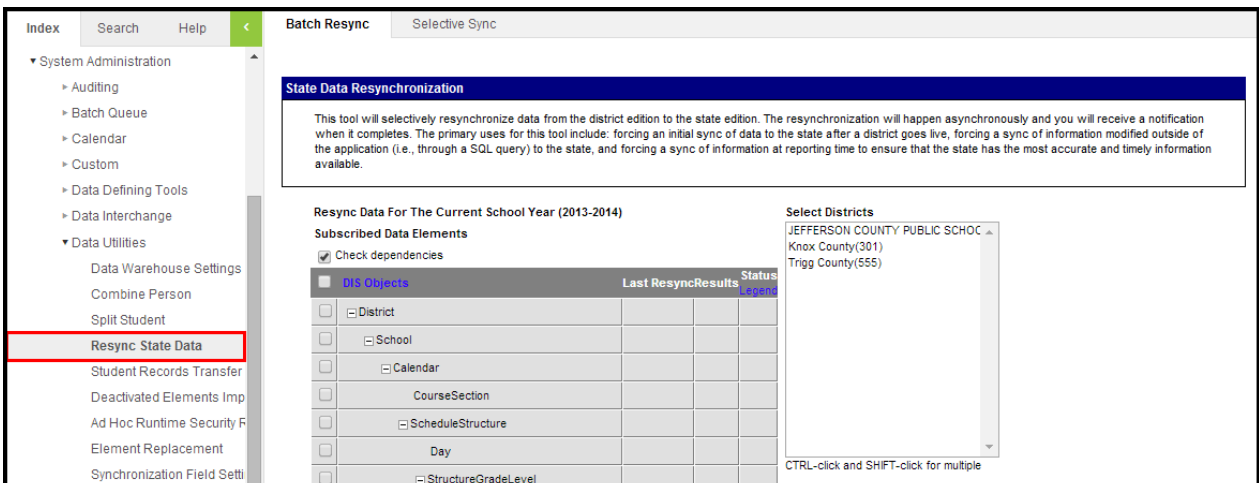 Index
Search
Help
Batch Resync
Selective Sync
System Administration
Auditing
Batch Queue
Calendar
Custom
Data Defining Tools
Data Interchange
Data Utilities
Data Warehouse Settings
Combine Person
Split Student
Resync State Data
Student Records Transfer
Deactivated Elements Imp
Ad Hoc Runtime Security R
Element Replacement
Synchronization Field Setti
State Data Resynchronization
This tool will selectively resynchronize data from the district edition to the state edition. The resynchronization will happen asynchronously and you will receive a notification
when it completes. The primary uses for this tool include: forcing an initial sync of data to the state after a district goes live, forcing a sync of information modified outside of
the application (i.e., through a SQL query) to the state, and forcing a sync of information at reporting time to ensure that the state has the most accurate and timely information
available.
Resync Data For The Current School Year (2013-2014)
Subscribed Data Elements
Check dependencies
DIS Objects
Last Resync
Results
Status
Legend
District
School
Calendar
CourseSection
ScheduleStructure
Day
StructureGradeLevel
Select Districts
JEFFERSON COUNTY PUBLIC SCHOC
Knox County(301)
Trigg County(555)
CTRL-click and SHIFT-click for multiple